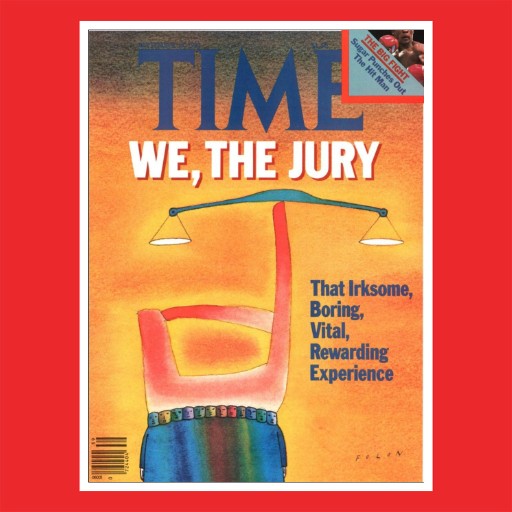 TIME
THE BIG FIGHT
Sugar Punches Out
The Hit Man
WE, THE JURY
That Irksome,
Boring,
Vital,
Rewarding
Experience
FOLON